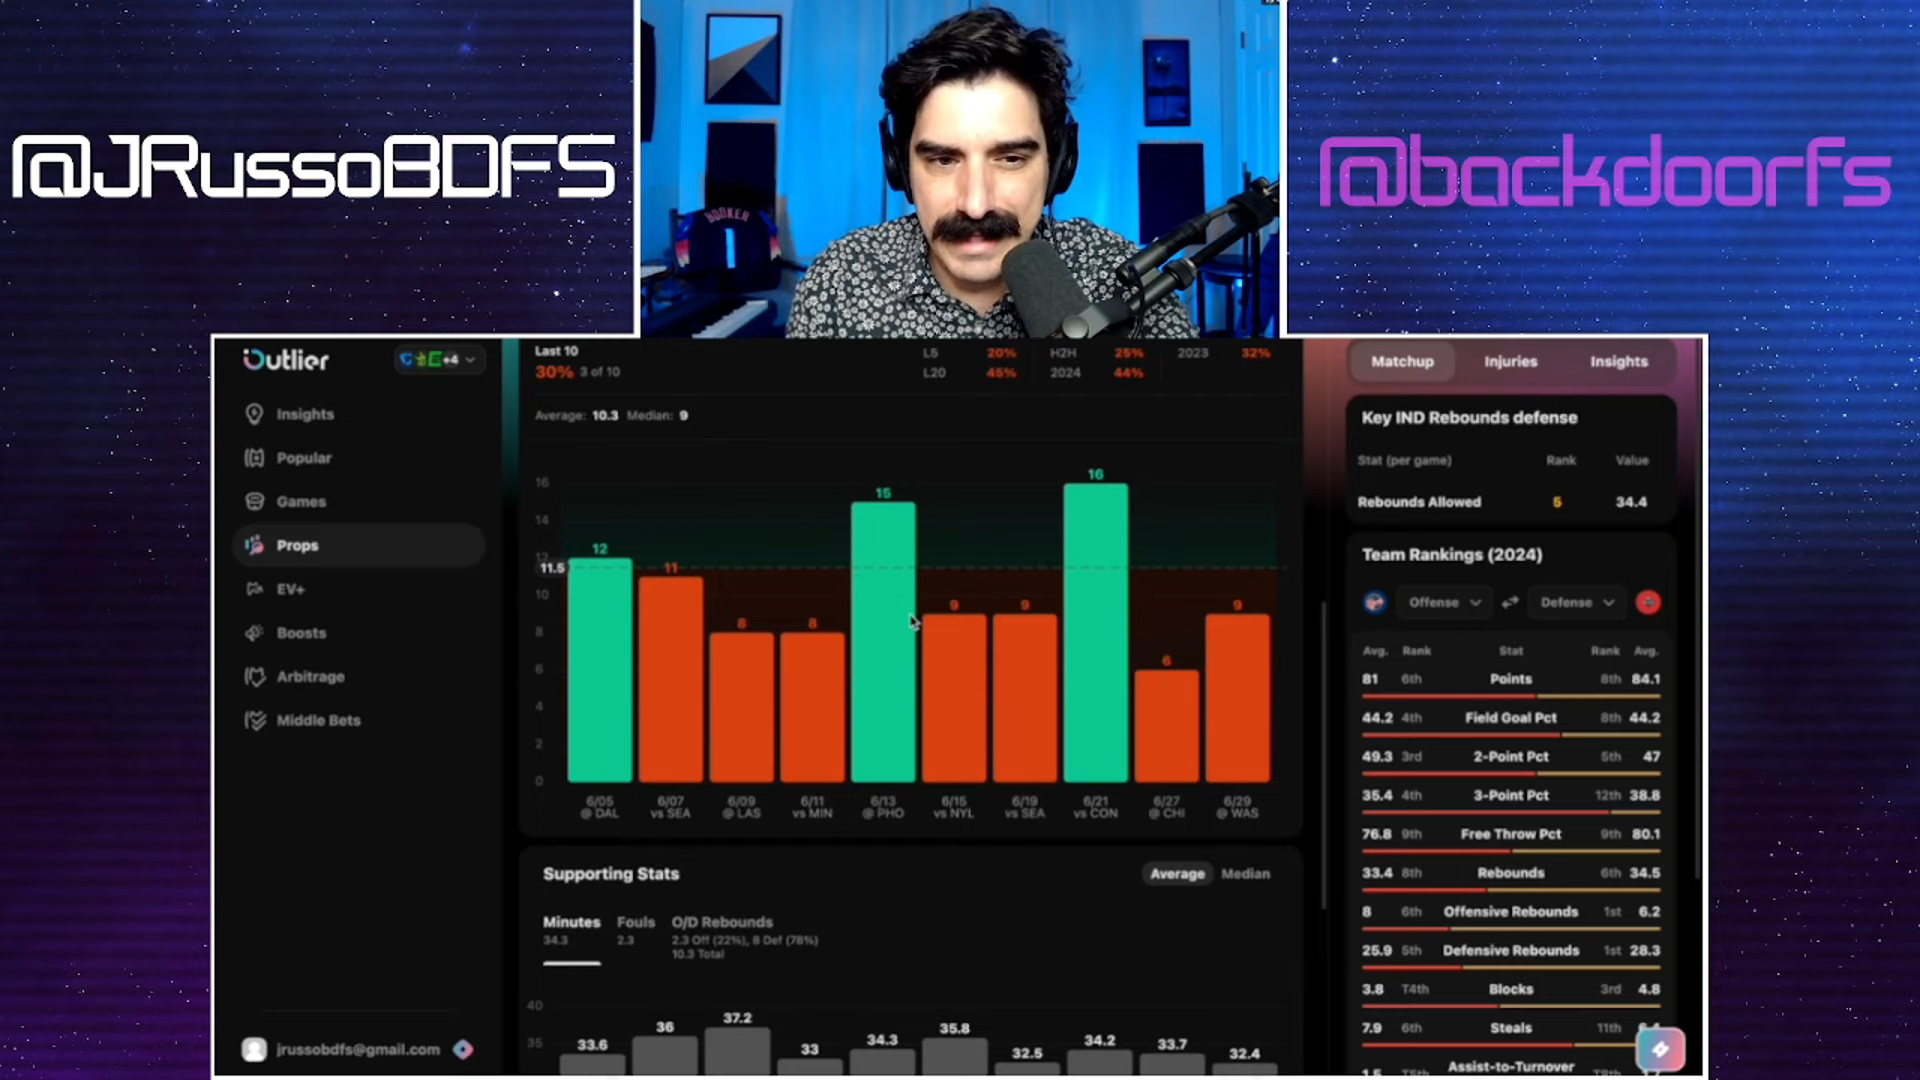 @JRussoBDFS
@backdoorfs
BOOKER
1
Outlier
+4
Insights
Popular
Games
Props
EV+
Boosts
Arbitrage
Middle Bets
jrussobdfs@gmail.com
Last 10
30% 3 of 10
L5 20% H2H 25% 2023 32%
L20 45% 2024 44%
Average: 10.3 Median: 9
16
14
12
11.5
10
8
6
4
2
0
12
11
8
8
15
9
9
16
6
9
6/05 6/07 6/09 6/11 6/13 6/15 6/19 6/21 6/27 6/29
@ DAL vs SEA @ LAS vs MIN @ PHO vs NYL vs SEA vs CON @ CHI @ WAS
Supporting Stats
Average Median
Minutes Fouls O/D Rebounds
34.3 2.3 2.3 Off (22%), 8 Def (78%)
10.3 Total
40
35
33.6 36 37.2 33 34.3 35.8 32.5 34.2 33.7 32.4
Matchup Injuries Insights
Key IND Rebounds defense
Stat (per game) Rank Value
Rebounds Allowed 5 34.4
Team Rankings (2024)
Offense Defense
Avg. Rank Stat Rank Avg.
81 6th Points 8th 84.1
44.2 4th Field Goal Pct 8th 44.2
49.3 3rd 2-Point Pct 5th 47
35.4 4th 3-Point Pct 12th 38.8
76.8 9th Free Throw Pct 9th 80.1
33.4 8th Rebounds 6th 34.5
8 6th Offensive Rebounds 1st 6.2
25.9 5th Defensive Rebounds 1st 28.3
3.8 T4th Blocks 3rd 4.8
7.9 6th Steals 11th
Assist-to-Turnover